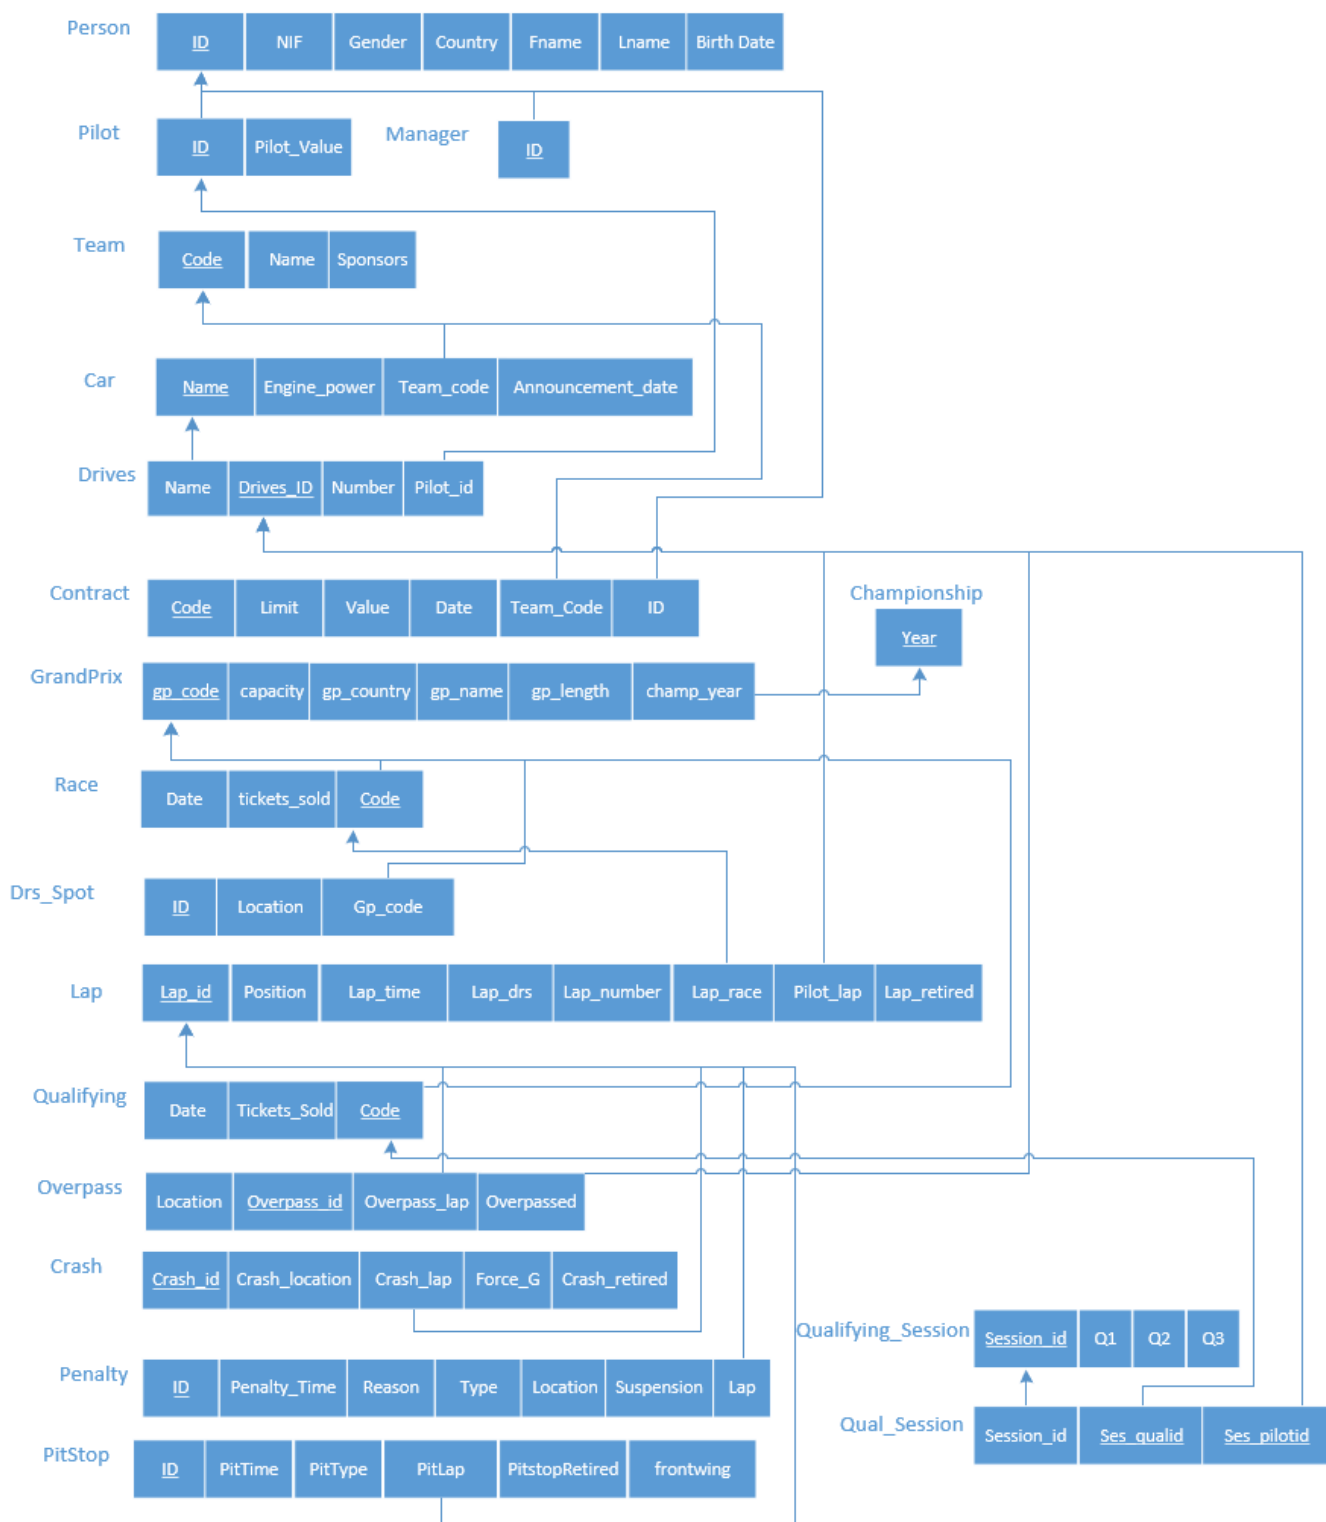 Person
ID NIF Gender Country Fname Lname Birth Date
Pilot
ID Pilot_Value
Manager
ID
Team
Code Name Sponsors
Car
Name Engine_power Team_code Announcement_date
Drives
Name Drives_ID Number Pilot_id
Contract
Code Limit Value Date Team_Code ID
Championship
Year
GrandPrix
gp_code capacity gp_country gp_name gp_length champ_year
Race
Date tickets_sold Code
Drs_Spot
ID Location Gp_code
Lap
Lap_id Position Lap_time Lap_drs Lap_number Lap_race Pilot_lap Lap_retired
Qualifying
Date Tickets_Sold Code
Overpass
Location Overpass_id Overpass_lap Overpassed
Crash
Crash_id Crash_location Crash_lap Force_G Crash_retired
Qualifying_Session
Session_id Q1 Q2 Q3
Penalty
ID Penalty_Time Reason Type Location Suspension Lap
Qual_Session
Session_id Ses_qualid Ses_pilotid
PitStop
ID PitTime PitType PitLap PitstopRetired frontwing